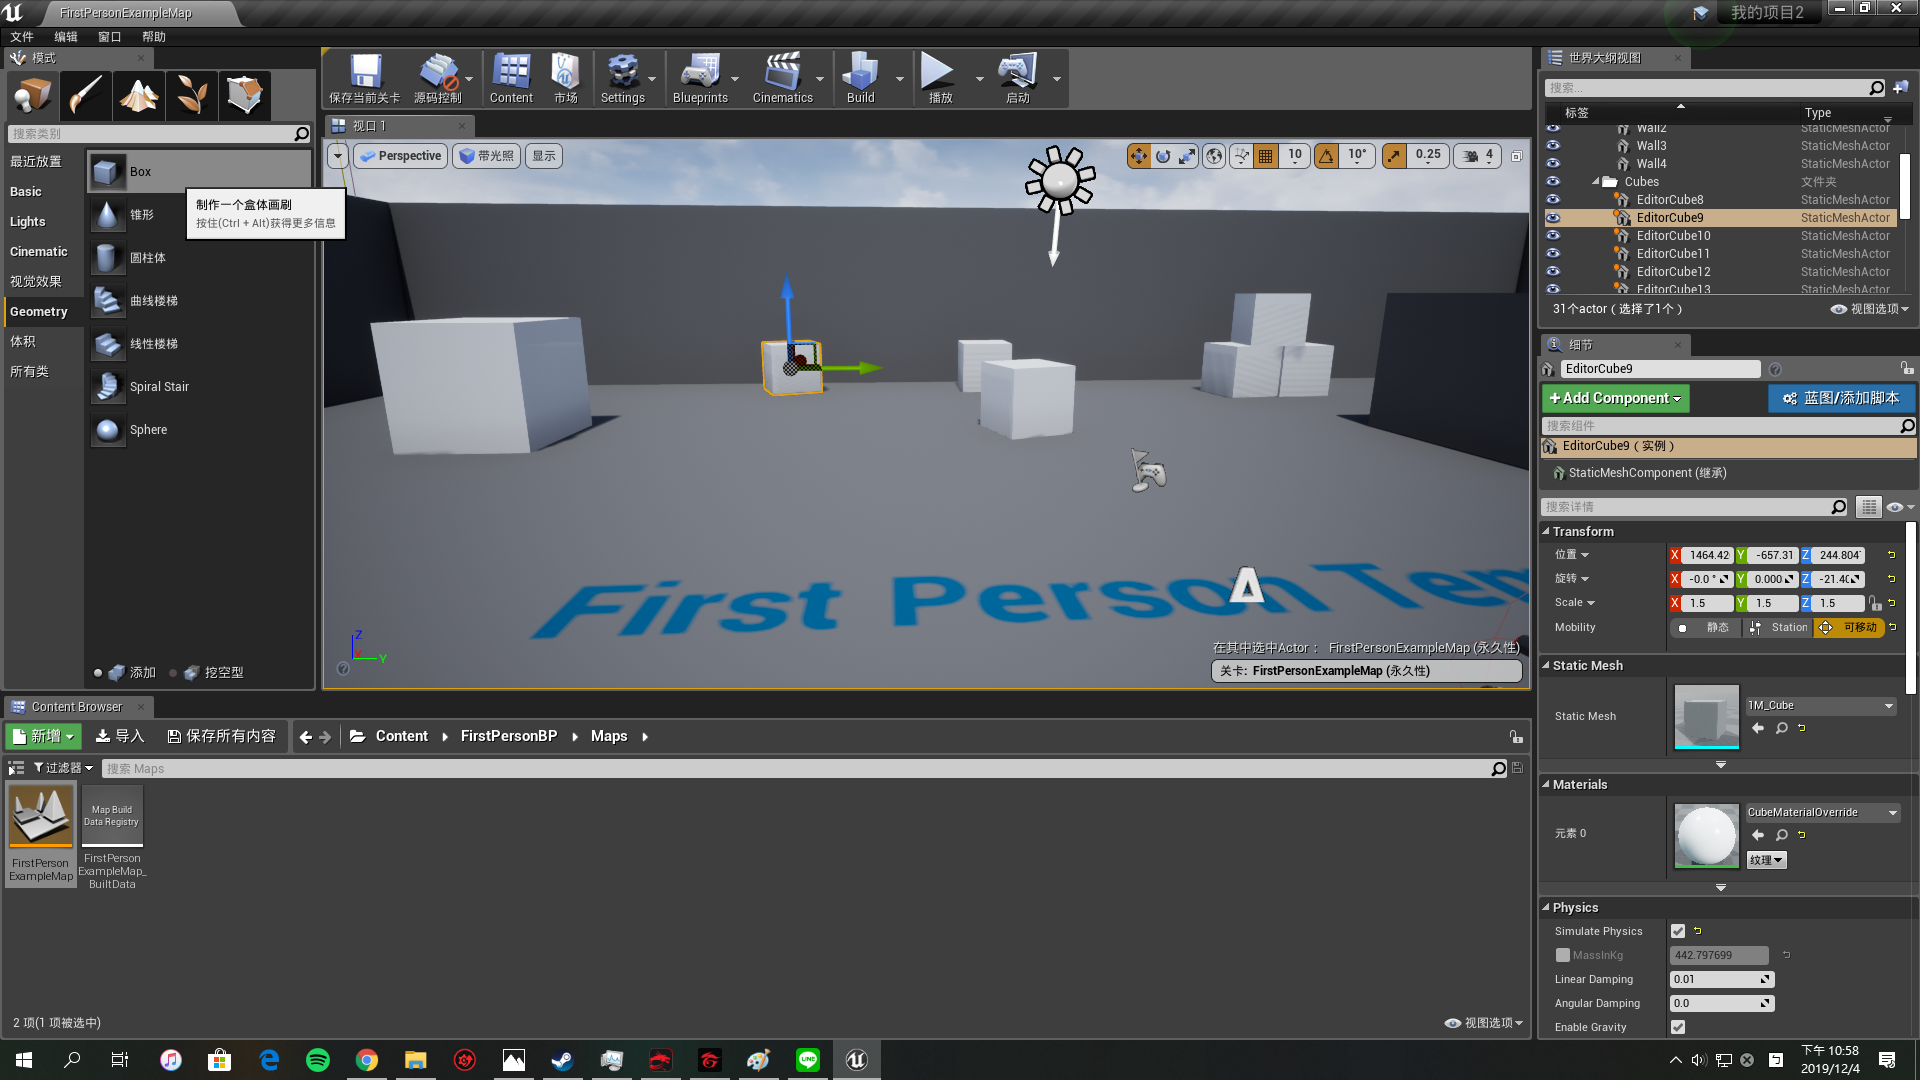 FirstPersonExampleMap
我的项目2
文件 编辑 窗口 帮助
模式
搜索类别
最近放置
Basic
Lights
Cinematic
视觉效果
Geometry
体积
所有类
Box
锥形
圆柱体
曲线楼梯
线性楼梯
Spiral Stair
Sphere
制作一个盒体画刷
按住(Ctrl + Alt)获得更多信息
添加 挖空型
保存当前关卡 源码控制 Content 市场 Settings Blueprints Cinematics Build 播放 启动
视口 1
Perspective 带光照 显示
10 10° 0.25 4
First Person Tem
A
Z
Y
在其中选中Actor： FirstPersonExampleMap (永久性)
关卡: FirstPersonExampleMap (永久性)
世界大纲视图
搜索...
标签 Type
Wall2 StaticMeshActor
Wall3 StaticMeshActor
Wall4 StaticMeshActor
Cubes 文件夹
EditorCube8 StaticMeshActor
EditorCube9 StaticMeshActor
EditorCube10 StaticMeshActor
EditorCube11 StaticMeshActor
EditorCube12 StaticMeshActor
EditorCube13 StaticMeshActor
31个actor（选择了1个）
视图选项
细节
EditorCube9
+Add Component
蓝图/添加脚本
搜索组件
EditorCube9（实例）
StaticMeshComponent (继承)
搜索详情
Transform
位置 X 1464.42 Y -657.31 Z 244.804
旋转 X -0.0 ° Y 0.000 Z -21.40
Scale X 1.5 Y 1.5 Z 1.5
Mobility 静态 Station 可移动
Static Mesh
Static Mesh 1M_Cube
Materials
元素 0 CubeMaterialOverride
纹理
Physics
Simulate Physics
MassInKg 442.797699
Linear Damping 0.01
Angular Damping 0.0
Enable Gravity
Content Browser
新增 导入 保存所有内容 Content FirstPersonBP Maps
过滤器 搜索 Maps
Map Build
Data Registry
FirstPerson
ExampleMap
FirstPerson
ExampleMap_
BuiltData
2 项(1 项被选中)
视图选项
下午 10:58
2019/12/4